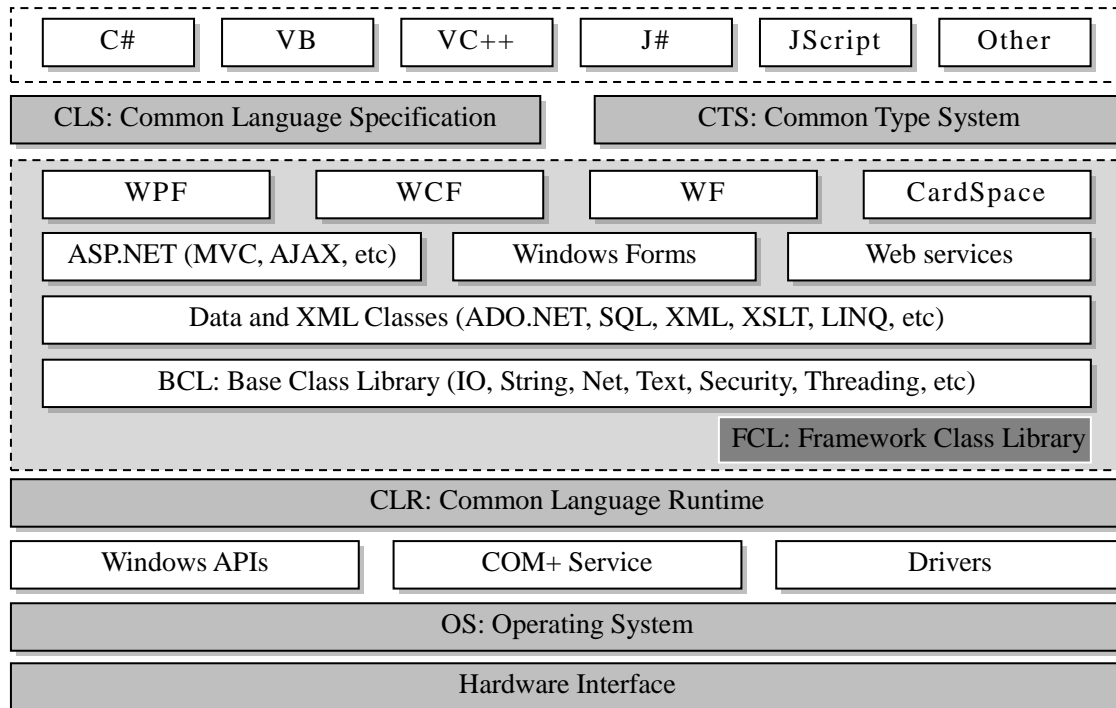 C# VB VC++ J# JScript Other
CLS: Common Language Specification CTS: Common Type System
WPF WCF WF CardSpace
ASP.NET (MVC, AJAX, etc) Windows Forms Web services
Data and XML Classes (ADO.NET, SQL, XML, XSLT, LINQ, etc)
BCL: Base Class Library (IO, String, Net, Text, Security, Threading, etc)
FCL: Framework Class Library
CLR: Common Language Runtime
Windows APIs COM+ Service Drivers
OS: Operating System
Hardware Interface